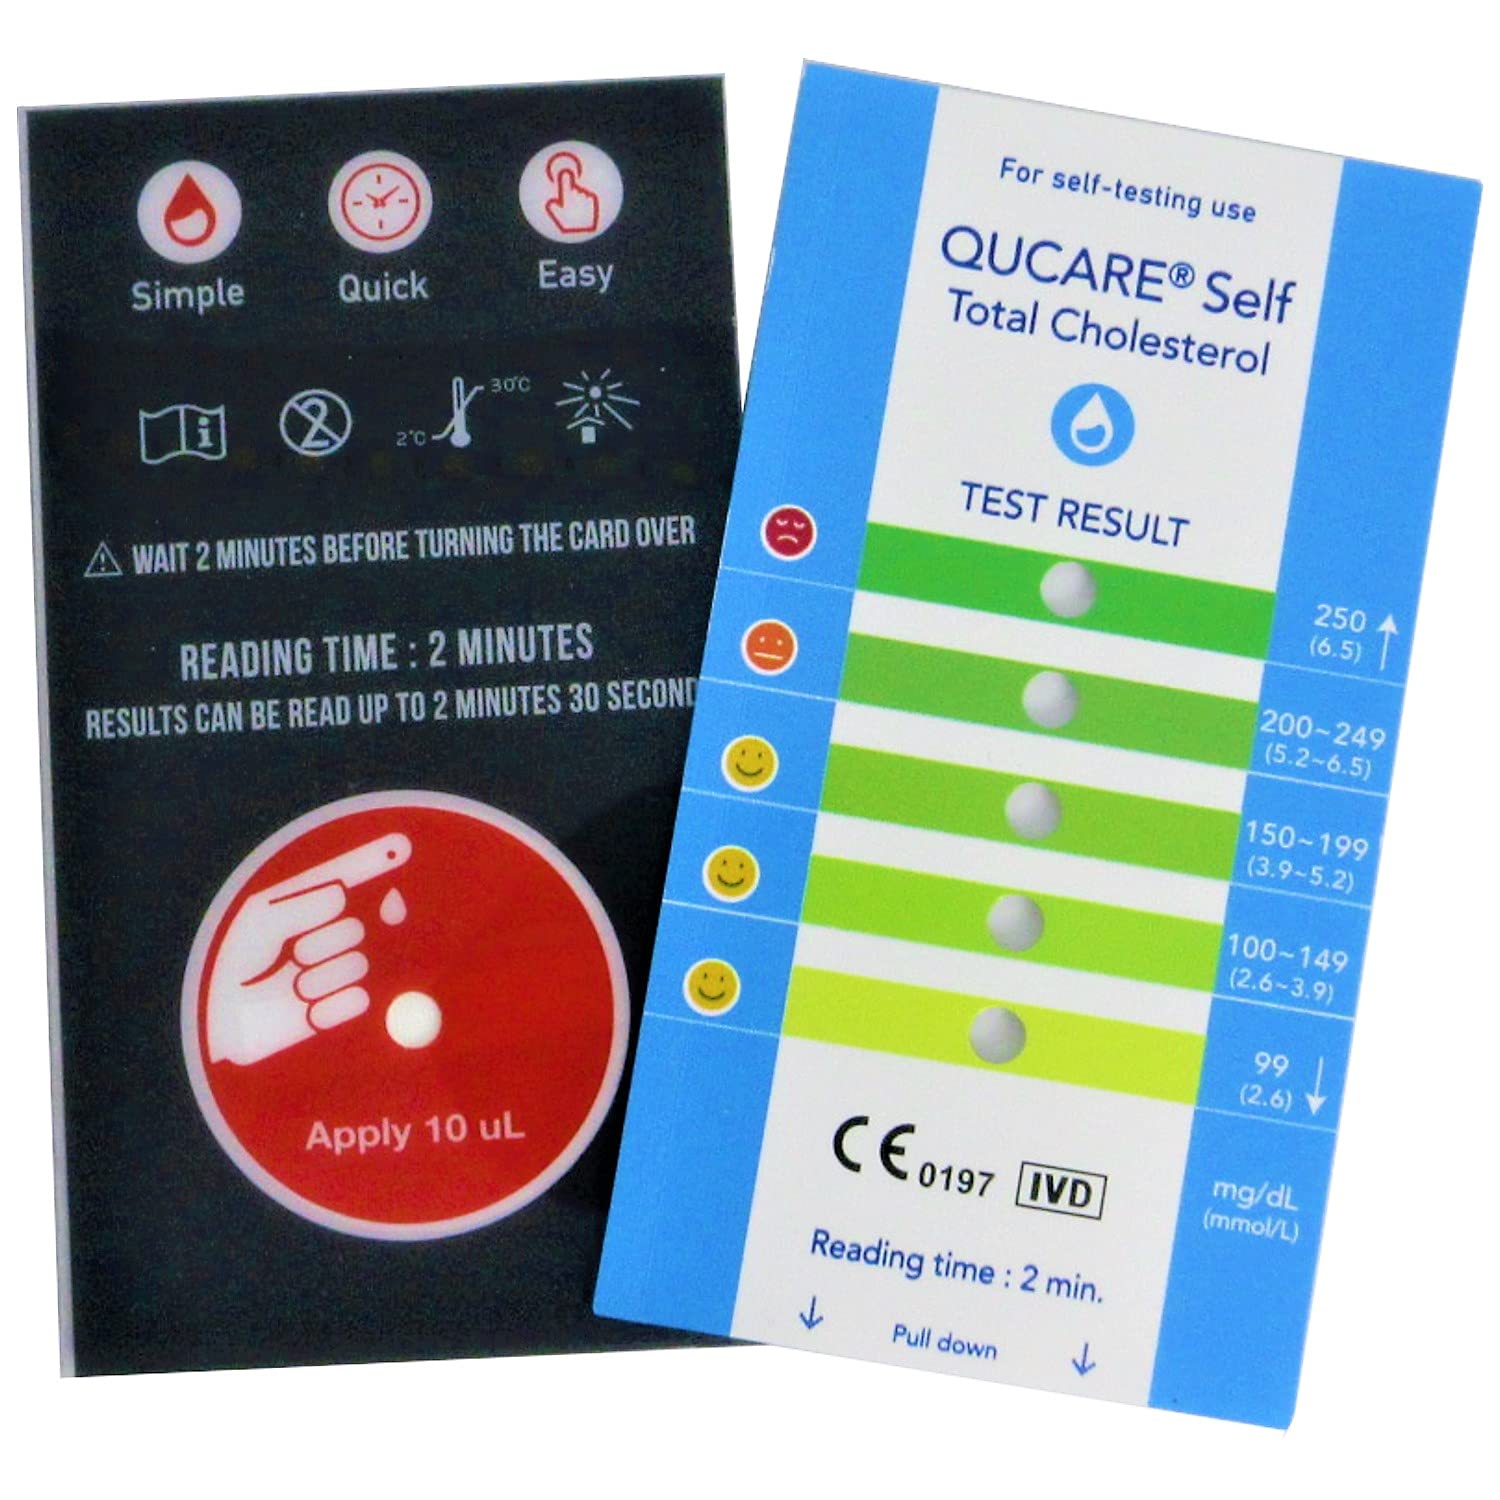 Simple
Quick
Easy
2
2°C
30°C
WAIT 2 MINUTES BEFORE TURNING THE CARD OVER
READING TIME : 2 MINUTES
RESULTS CAN BE READ UP TO 2 MINUTES 30 SECOND
Apply 10 uL
For self-testing use
QUCARE® Self
Total Cholesterol
TEST RESULT
250
(6.5)
200~249
(5.2~6.5)
150~199
(3.9~5.2)
100~149
(2.6~3.9)
99
(2.6)
CE 0197 IVD
mg/dL
(mmol/L)
Reading time : 2 min.
Pull down